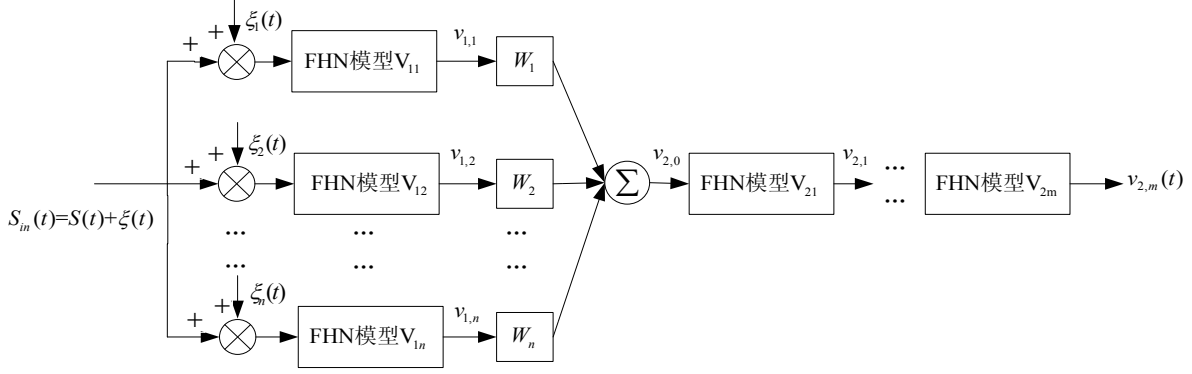 ξ₁(t)
+
+
FHN模型V₁₁
v₁,₁
W₁
ξ₂(t)
+
+
FHN模型V₁₂
v₁,₂
W₂
∑
v₂,₀
FHN模型V₂₁
v₂,₁
...
...
FHN模型V₂ₘ
v₂,ₘ(t)
Sᵢₙ(t)=S(t)+ξ(t)
... ... ...
... ... ...
ξₙ(t)
+
+
FHN模型V₁ₙ
v₁,ₙ
Wₙ